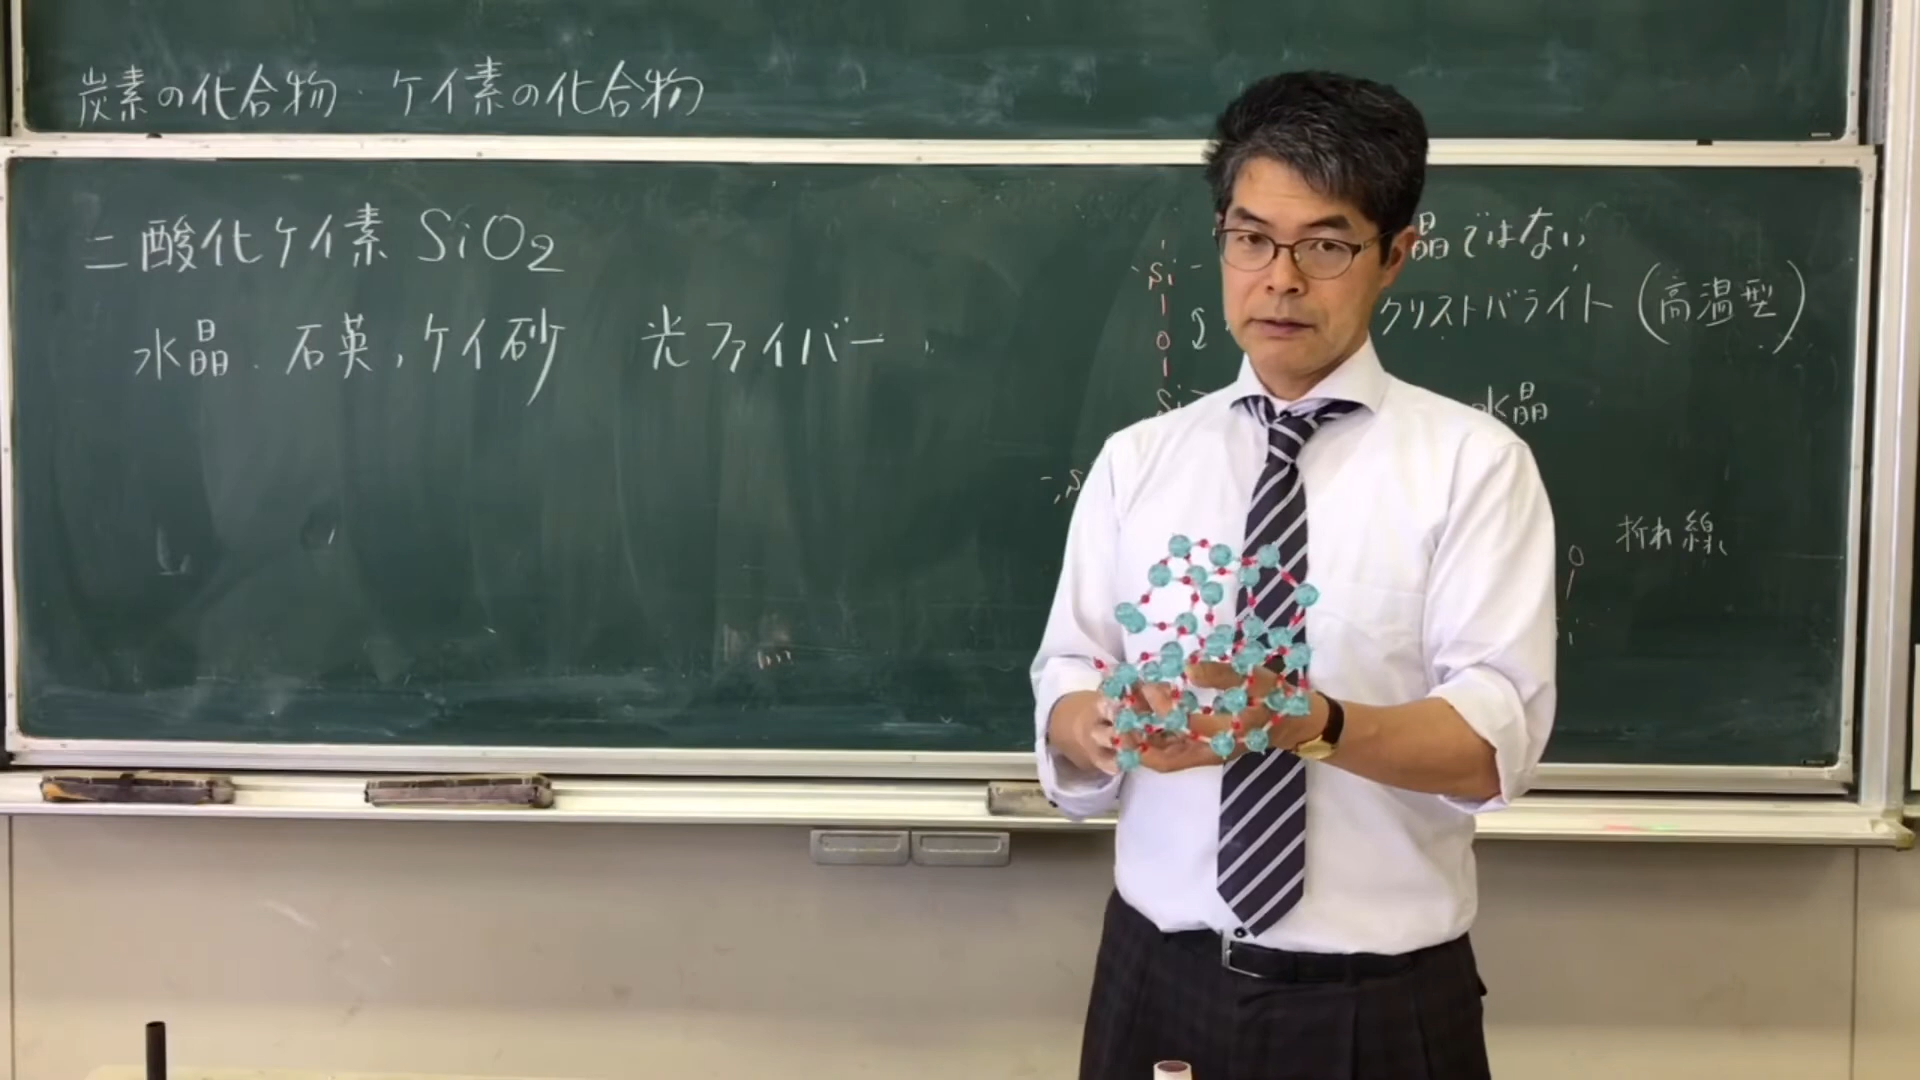 炭素の化合物・ケイ素の化合物
二酸化ケイ素 SiO2
水晶、石英、ケイ砂 光ファイバー
晶ではない
クリストバライト(高温型)
水晶
折れ線
Si
O
Si
O